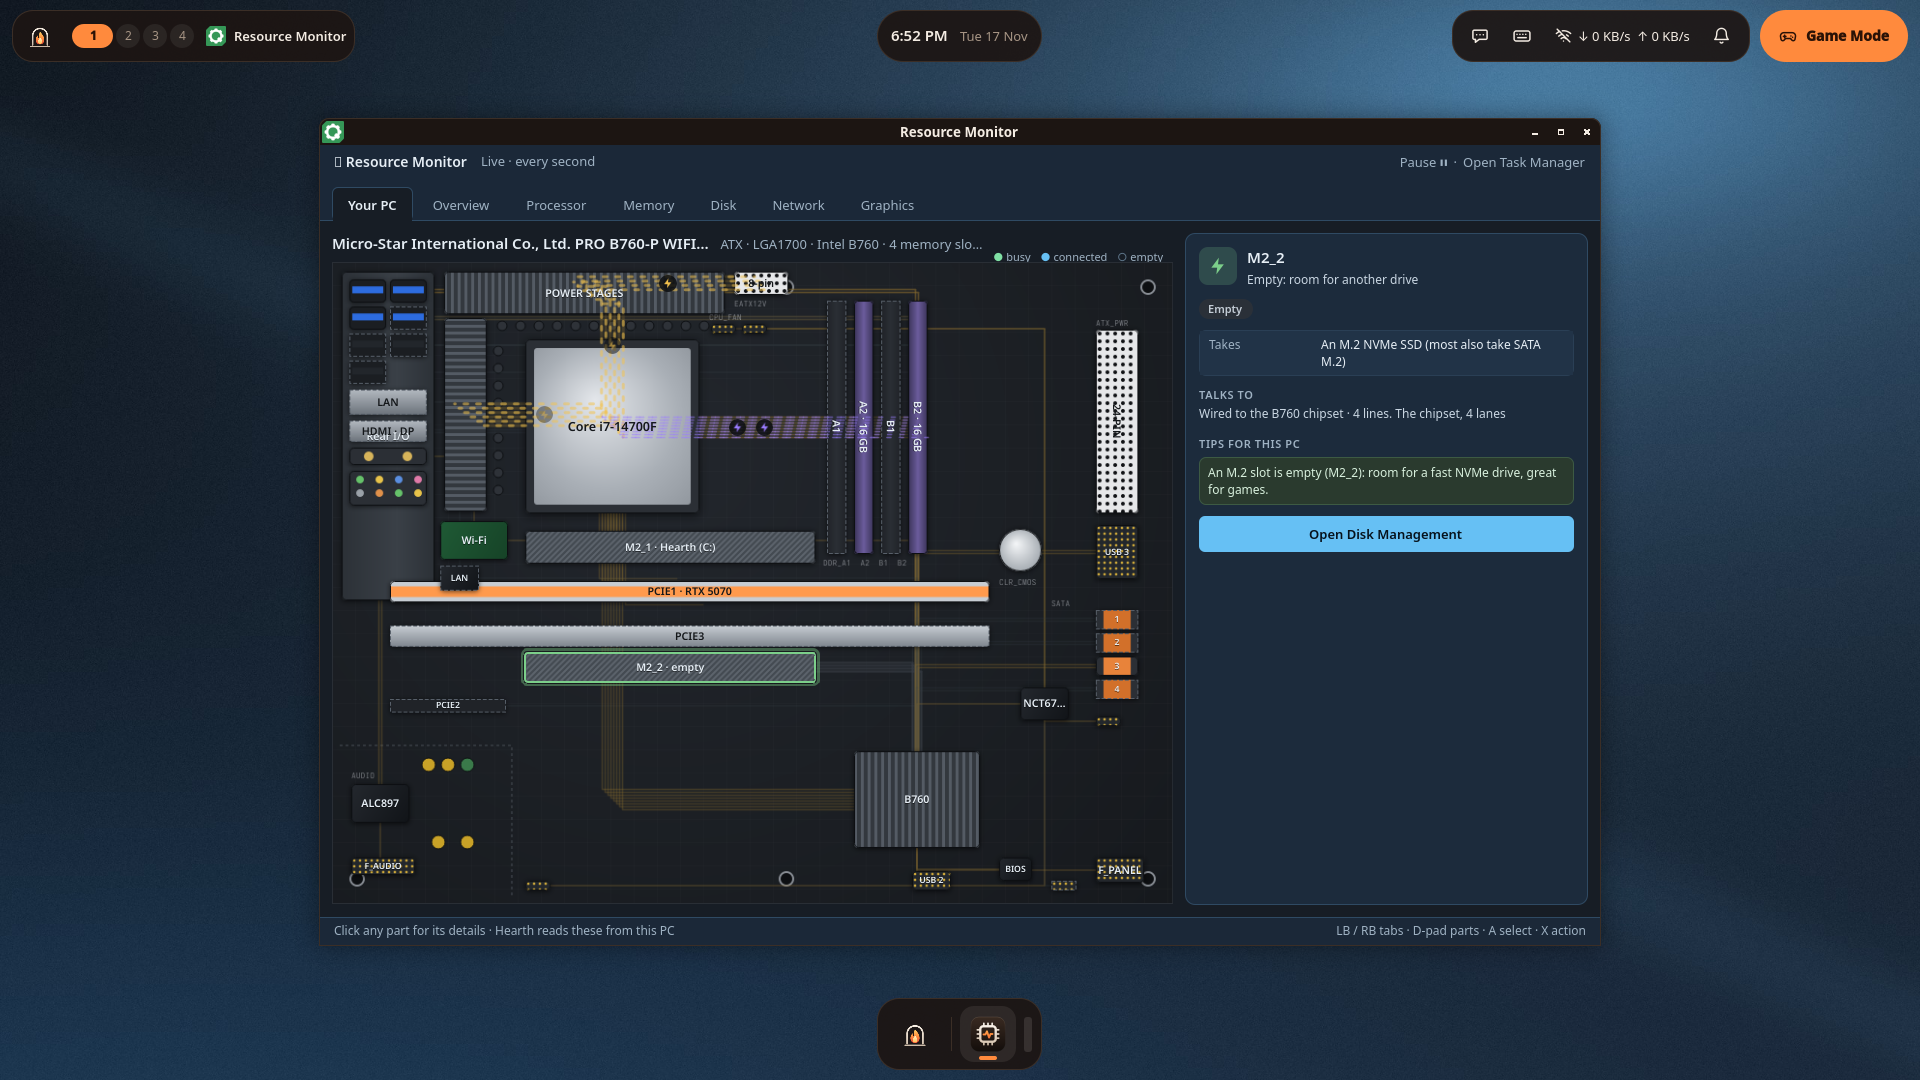 1 2 3 4 Resource Monitor
6:52 PM Tue 17 Nov
0 KB/s 0 KB/s
Game Mode
Resource Monitor
Resource Monitor Live · every second
Pause · Open Task Manager
Your PC Overview Processor Memory Disk Network Graphics
Micro-Star International Co., Ltd. PRO B760-P WIFI... ATX · LGA1700 · Intel B760 · 4 memory slo...
busy connected empty
POWER STAGES
8-pin
EATX12V
CPU_FAN
ATX_PWR
LAN
HDMI · DP
Rear I/O
Core i7-14700F
A1
A2 · 16 GB
B1
B2 · 16 GB
24-PIN
Wi-Fi
M2_1 · Hearth (C:)
DDR_A1 A2 B1 B2
CLR_CMOS
USB 3
LAN
PCIE1 · RTX 5070
SATA
1
2
3
4
PCIE3
M2_2 · empty
PCIE2
NCT67...
AUDIO
ALC897
B760
F-AUDIO
USB 2
BIOS
F_PANEL
M2_2
Empty: room for another drive
Empty
Takes An M.2 NVMe SSD (most also take SATA
M.2)
TALKS TO
Wired to the B760 chipset · 4 lines. The chipset, 4 lanes
TIPS FOR THIS PC
An M.2 slot is empty (M2_2): room for a fast NVMe drive, great
for games.
Open Disk Management
Click any part for its details · Hearth reads these from this PC
LB / RB tabs · D-pad parts · A select · X action